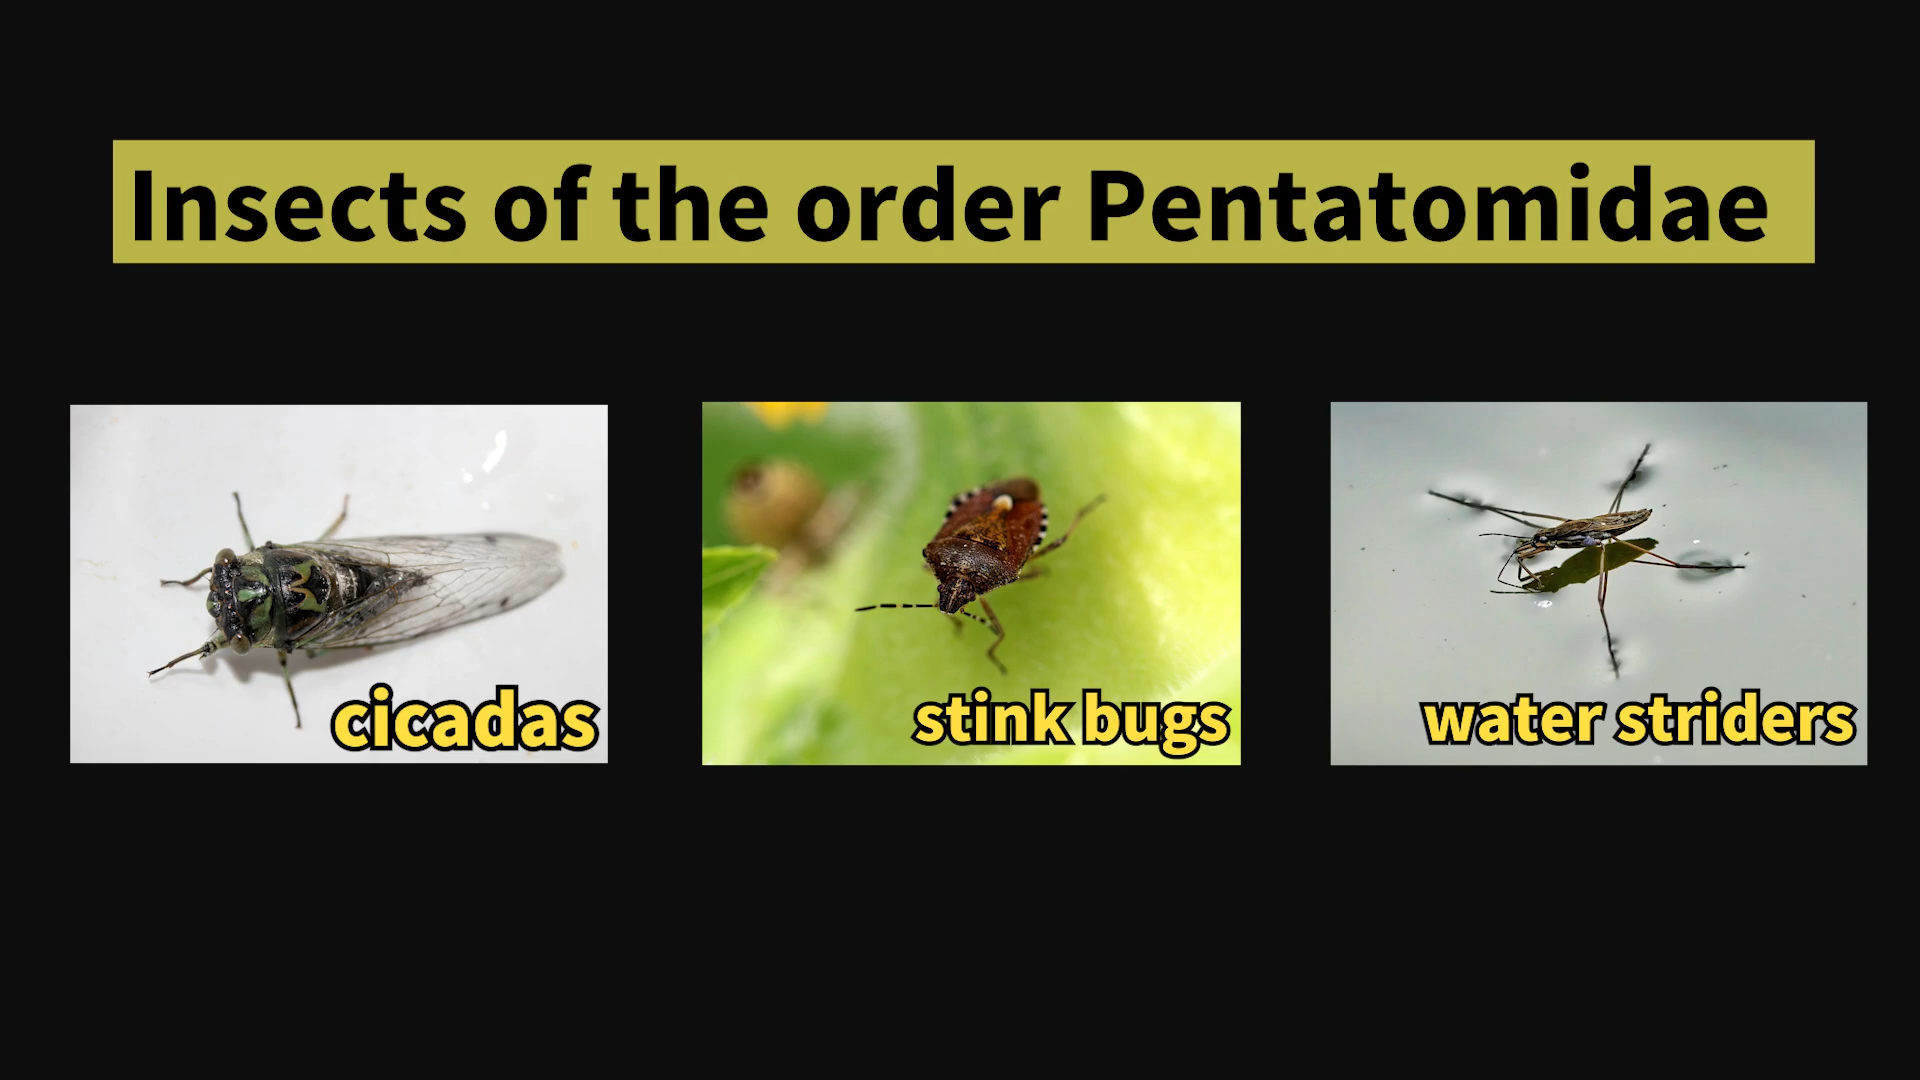 Insects of the order Pentatomidae
cicadas
stink bugs
water striders